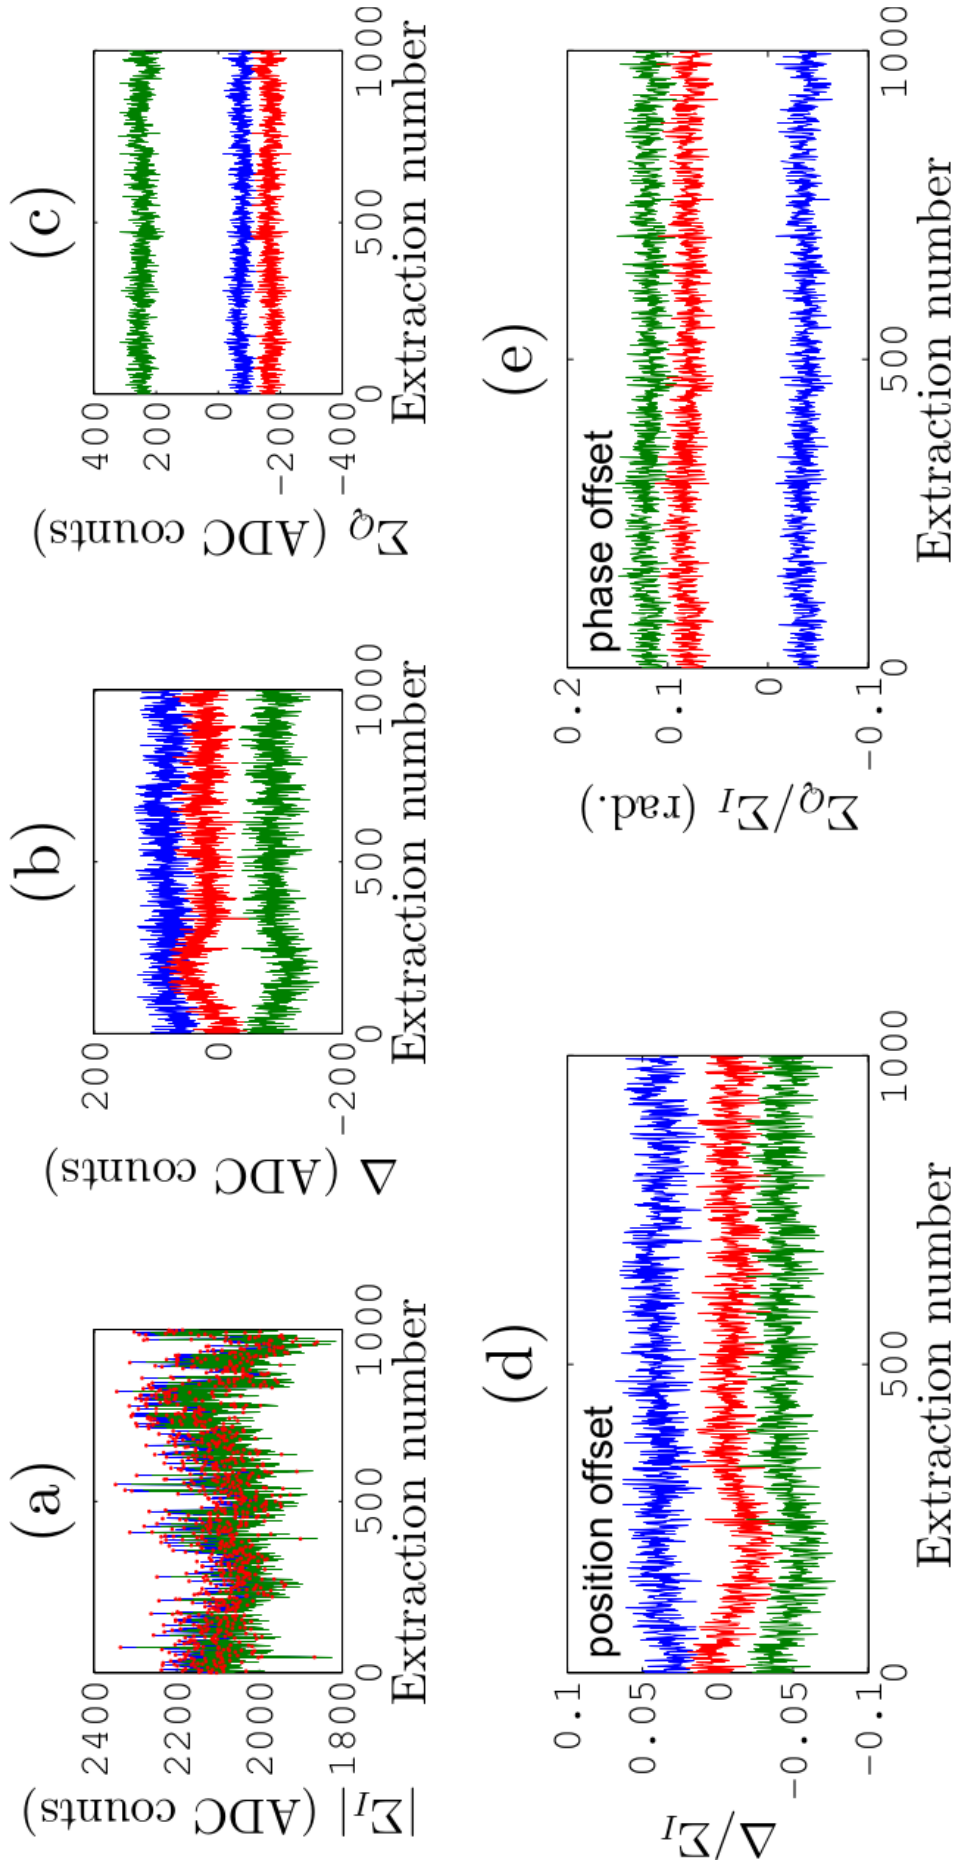 (a)
|Σ_I| (ADC counts)
2400
2200
2000
1800
0
500
1000
Extraction number
(b)
Δ (ADC counts)
200
0
−200
0
500
1000
Extraction number
(c)
Σ_Q (ADC counts)
400
200
0
−200
−400
0
500
1000
Extraction number
(d)
position offset
Δ/Σ_I
0.1
0.05
0
−0.05
−0.1
0
500
1000
Extraction number
(e)
phase offset
Σ_Q/Σ_I (rad.)
0.2
0.1
0
−0.1
0
500
1000
Extraction number